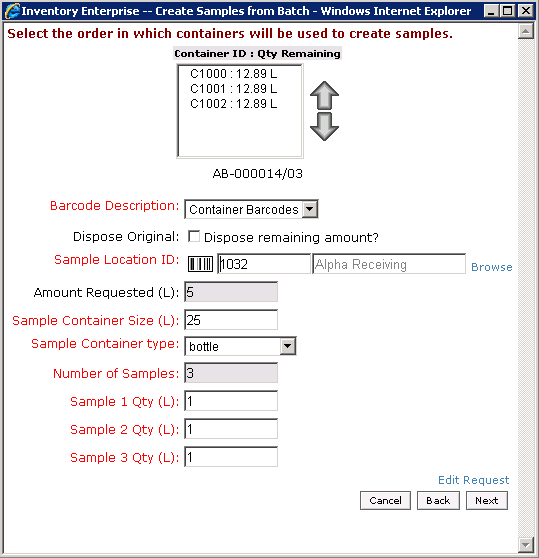 Inventory Enterprise -- Create Samples from Batch - Windows Internet Explorer
Select the order in which containers will be used to create samples.
Container ID : Qty Remaining
C1000 : 12.89 L
C1001 : 12.89 L
C1002 : 12.89 L
AB-000014/03
Barcode Description: Container Barcodes
Dispose Original: Dispose remaining amount?
Sample Location ID: 1032 Alpha Receiving Browse
Amount Requested (L): 5
Sample Container Size (L): 25
Sample Container type: bottle
Number of Samples: 3
Sample 1 Qty (L): 1
Sample 2 Qty (L): 1
Sample 3 Qty (L): 1
Edit Request
Cancel Back Next